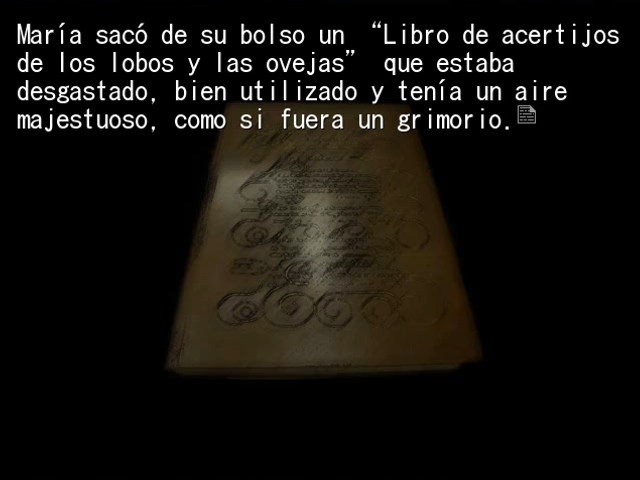 María sacó de su bolso un “Libro de acertijos
de los lobos y las ovejas” que estaba
desgastado, bien utilizado y tenía un aire
majestuoso, como si fuera un grimorio.